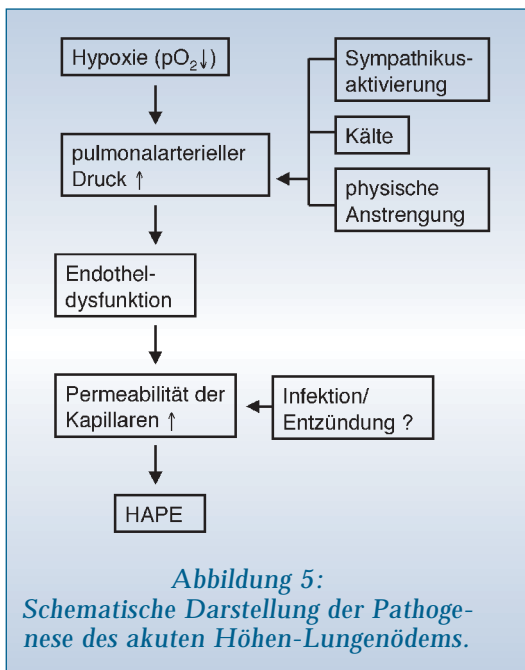 Hypoxie (pO₂↓)
Sympathikus-
aktivierung
Kälte
pulmonalarterieller
Druck ↑
physische
Anstrengung
Endothel-
dysfunktion
Permeabilität der
Kapillaren ↑
Infektion/
Entzündung ?
HAPE
Abbildung 5:
Schematische Darstellung der Pathoge-
nese des akuten Höhen-Lungenödems.